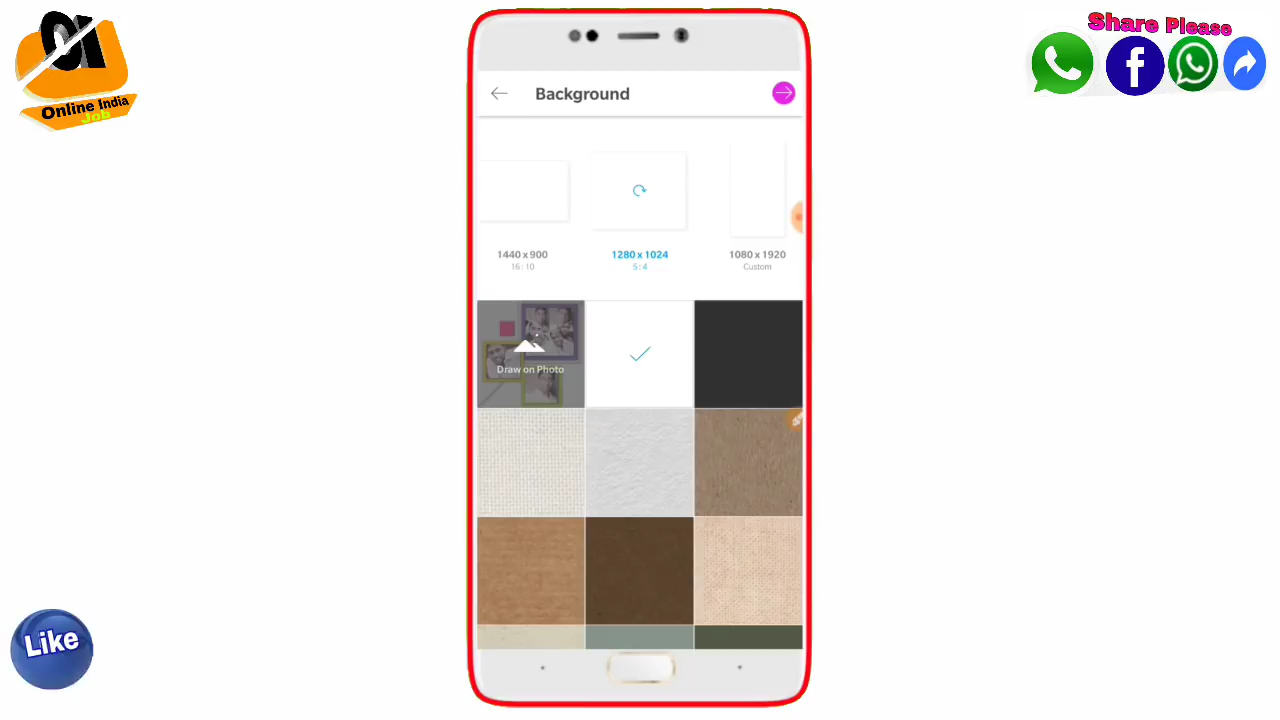 OI
Online India
Job
Share Please
Background
1440 x 900
16 : 10
1280 x 1024
5 : 4
1080 x 1920
Custom
Draw on Photo
Like